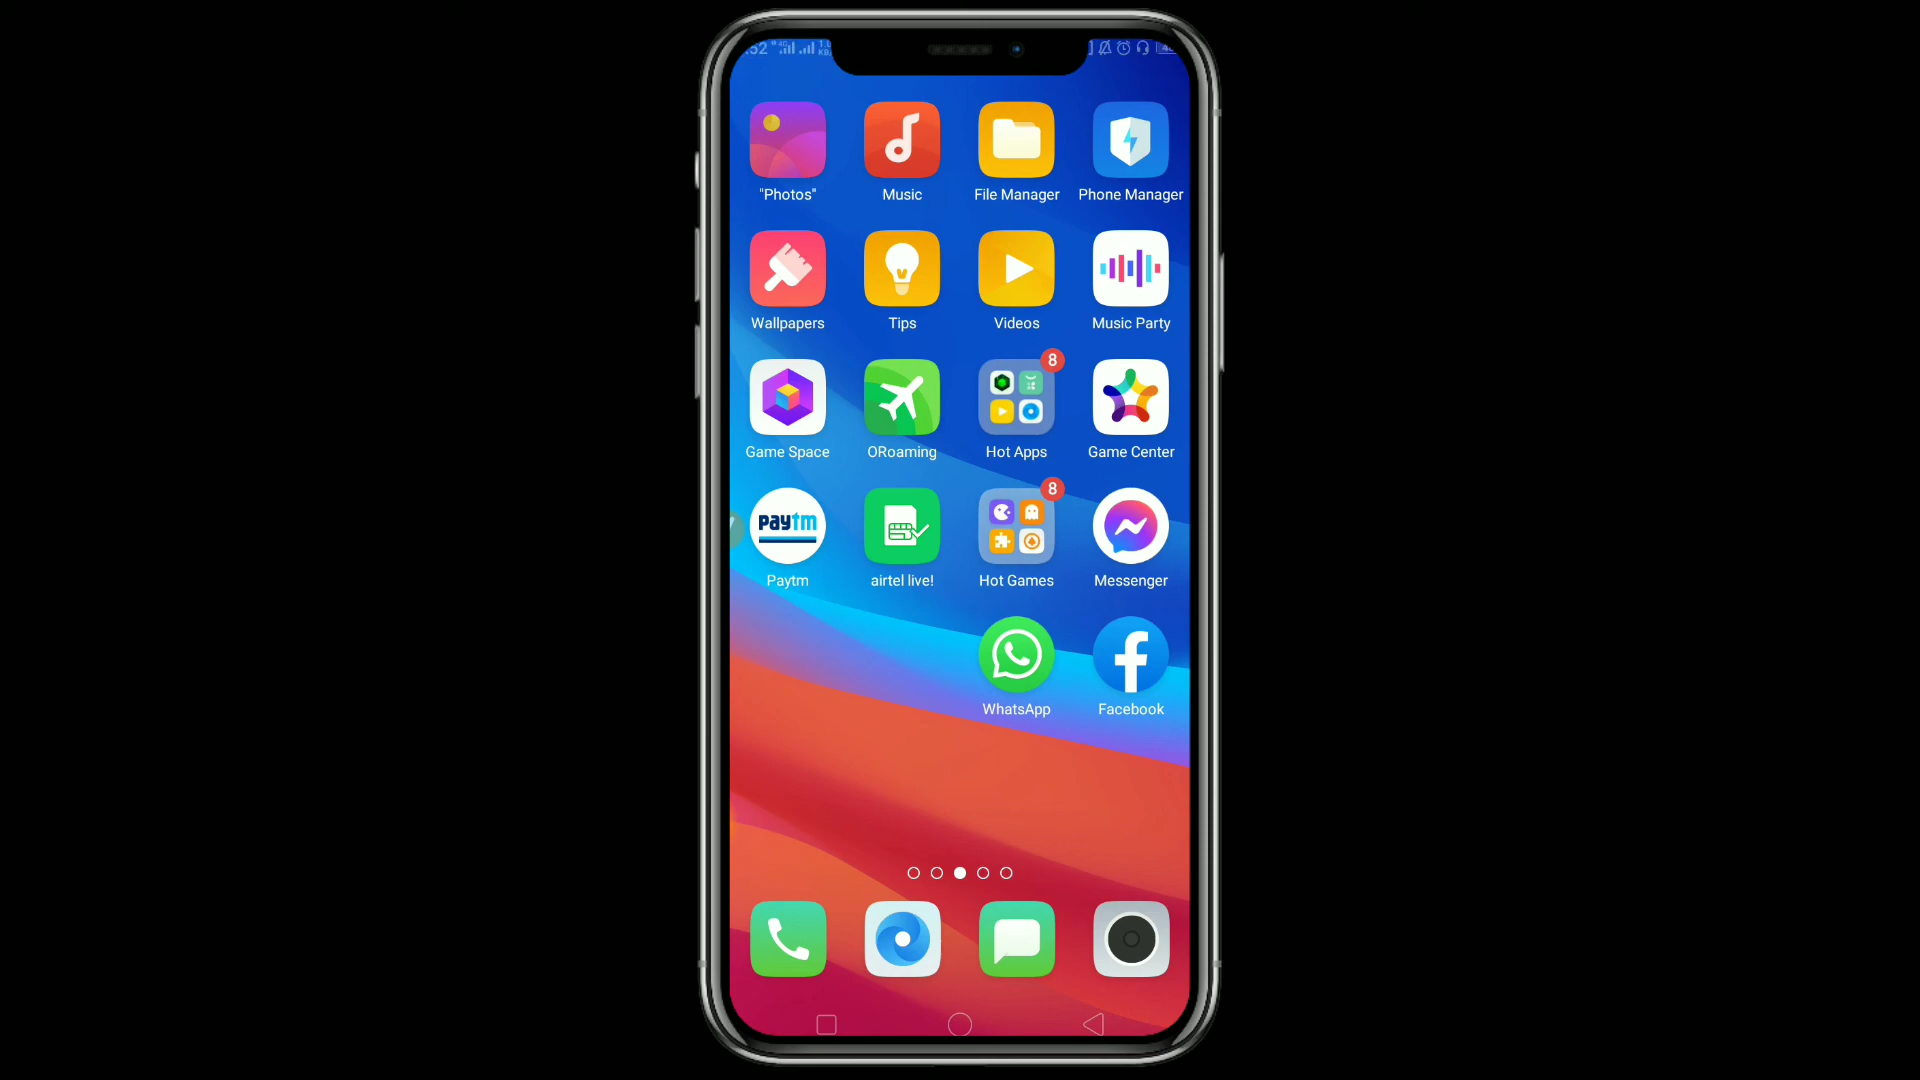 "Photos" Music File Manager Phone Manager
Wallpapers Tips Videos Music Party
8
Game Space ORoaming Hot Apps Game Center
8
paytm
Paytm airtel live! Hot Games Messenger
WhatsApp Facebook